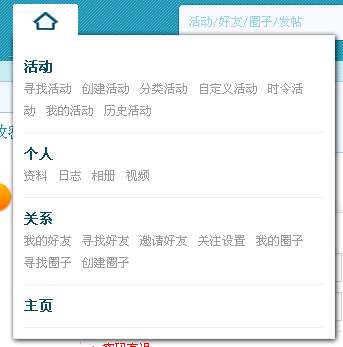 活动/好友/圈子/发帖
活动
寻找活动 创建活动 分类活动 自定义活动 时令活
动 我的活动 历史活动
个人
资料 日志 相册 视频
关系
我的好友 寻找好友 邀请好友 关注设置 我的圈子
寻找圈子 创建圈子
主页